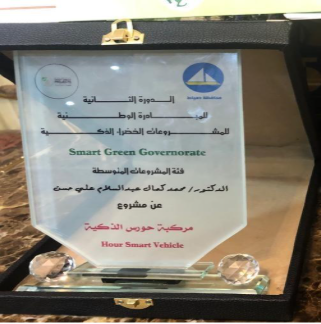 الدورة الثانية
للمبادرة الوطنية
للمشروعات الخضراء الذكية
Smart Green Governorate
فئة المشروعات المتوسطة
الدكتور/ محمد كمال عبدالسلام علي حسن
عن مشروع
مركبة حورس الذكية
Hour Smart Vehicle